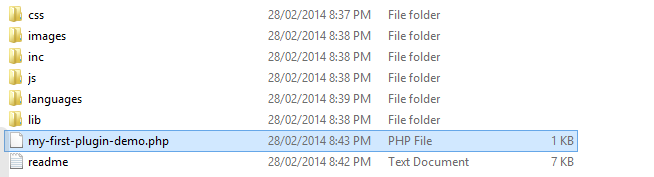 css 28/02/2014 8:37 PM File folder
images 28/02/2014 8:38 PM File folder
inc 28/02/2014 8:38 PM File folder
js 28/02/2014 8:38 PM File folder
languages 28/02/2014 8:39 PM File folder
lib 28/02/2014 8:38 PM File folder
my-first-plugin-demo.php 28/02/2014 8:43 PM PHP File 1 KB
readme 28/02/2014 8:42 PM Text Document 7 KB